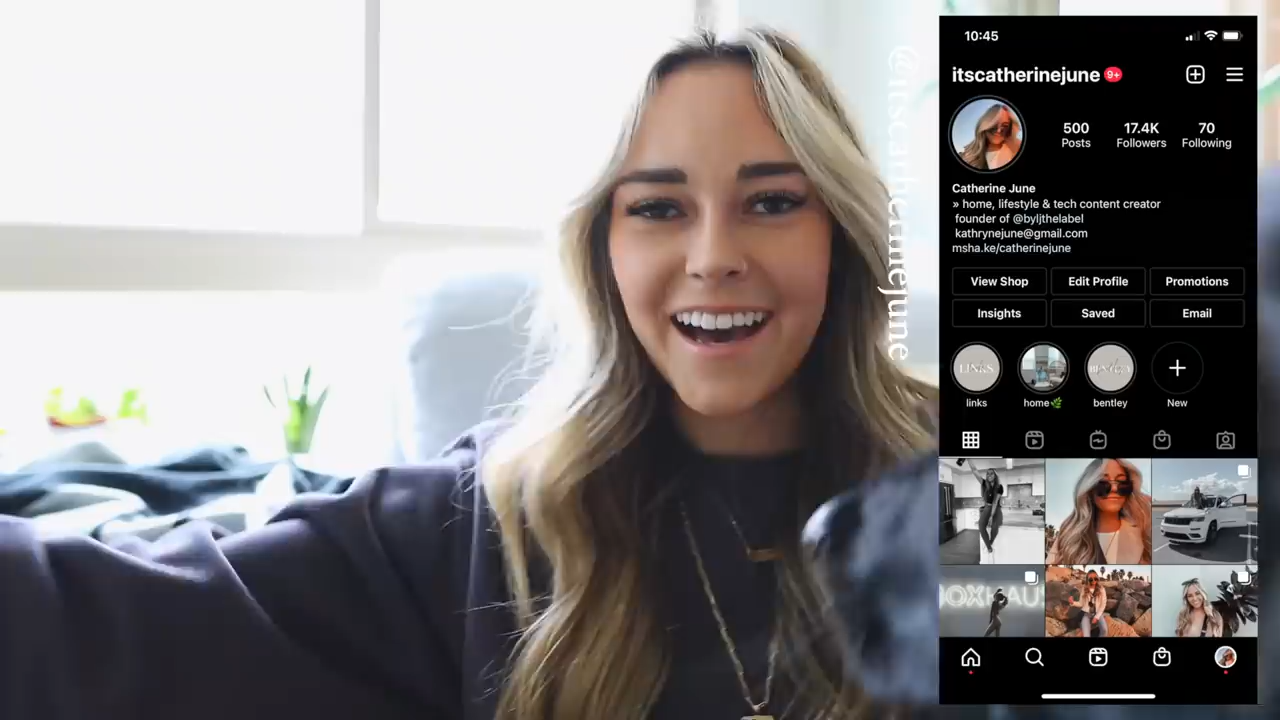 @itscatherinejune
10:45
itscatherinejune 9+
500 17.4K 70
Posts Followers Following
Catherine June
» home, lifestyle & tech content creator
founder of @byljthelabel
kathrynejune@gmail.com
msha.ke/catherinejune
View Shop Edit Profile Promotions
Insights Saved Email
LINKS BENTLEY
links home bentley New